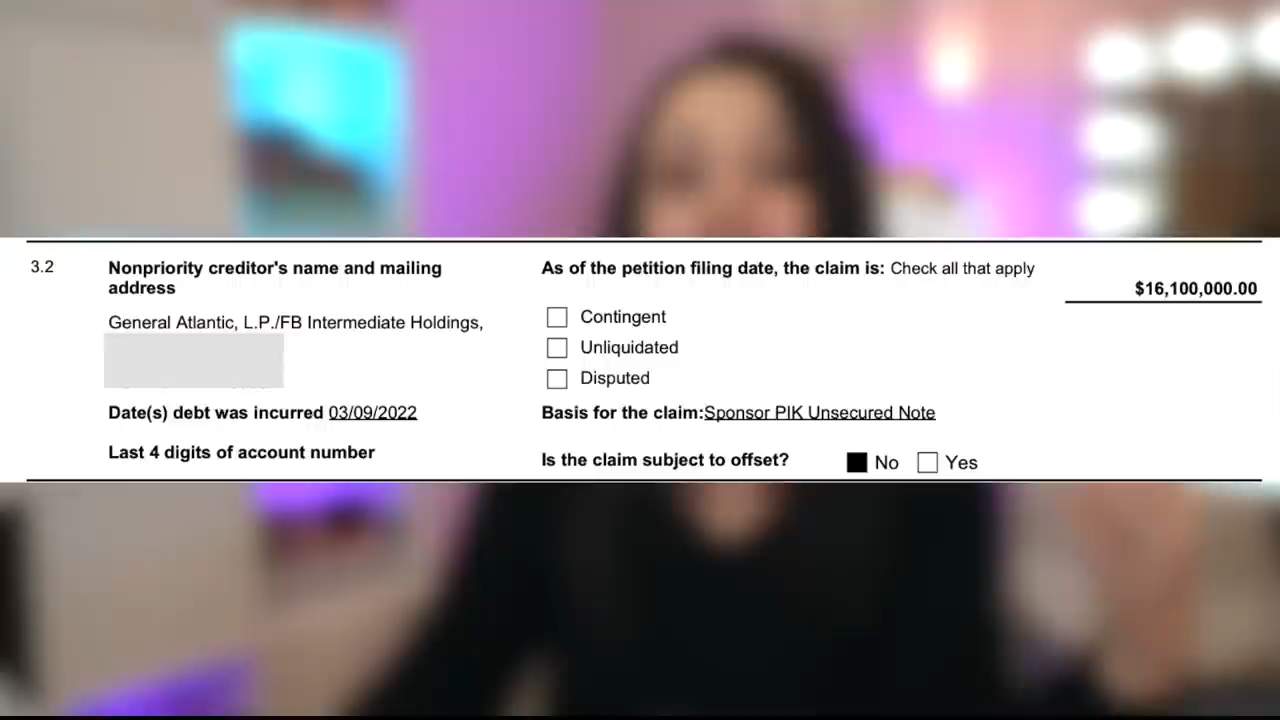 3.2
Nonpriority creditor's name and mailing
address
General Atlantic, L.P./FB Intermediate Holdings,
Date(s) debt was incurred 03/09/2022
Last 4 digits of account number
As of the petition filing date, the claim is: Check all that apply
$16,100,000.00
Contingent
Unliquidated
Disputed
Basis for the claim:Sponsor PIK Unsecured Note
Is the claim subject to offset? No Yes